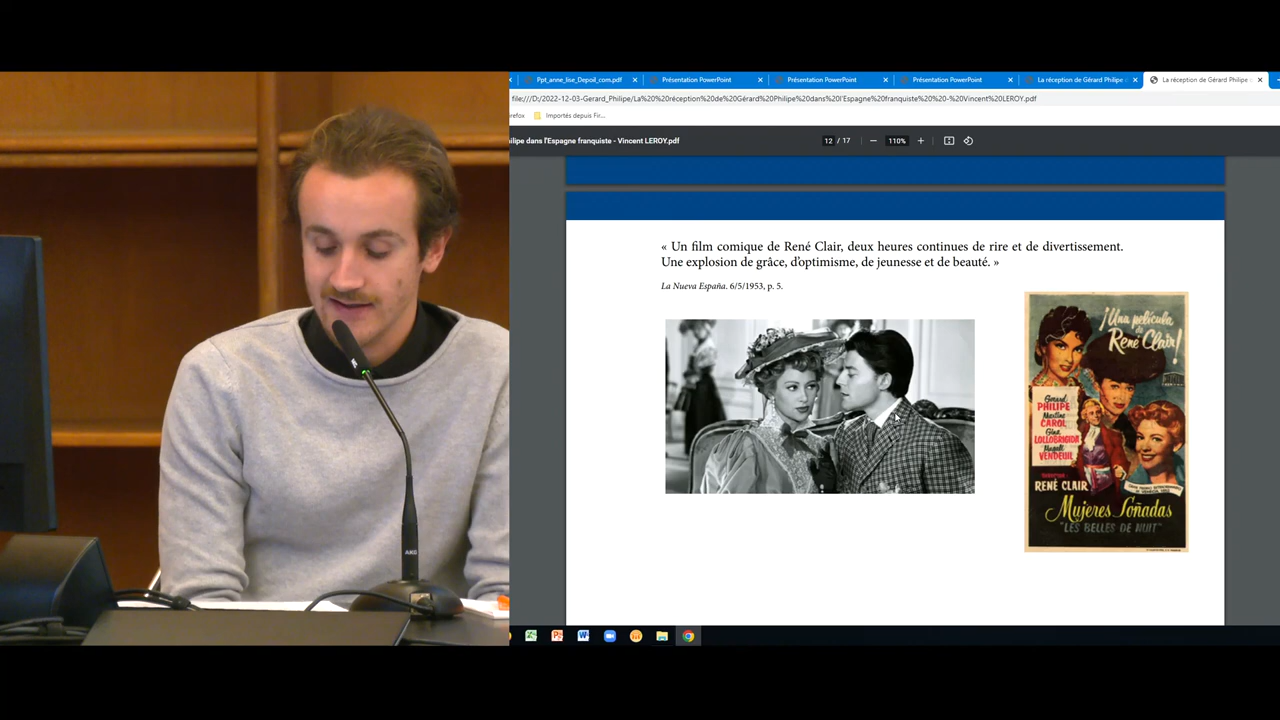 Ppt_anne_lise_Depoil_com.pdf
Présentation PowerPoint
Présentation PowerPoint
Présentation PowerPoint
La réception de Gérard Philipe
La réception de Gérard Philipe
file:///D:/2022-12-03-Gerard_Philipe/La%20%20réception%20de%20Gérard%20Philipe%20dans%20l'Espagne%20franquiste%20-%20Vincent%20LEROY.pdf
irefox
Importés depuis Fir...
ilipe dans l'Espagne franquiste - Vincent LEROY.pdf
12 / 17
110%
« Un film comique de René Clair, deux heures continues de rire et de divertissement.
Une explosion de grâce, d'optimisme, de jeunesse et de beauté. »
La Nueva España. 6/5/1953, p. 5.
¡Una película
de
René Clair!
Gerard
PHILIPE
Martine
CAROL
Gina
LOLLOBRIGIDA
Magali
VENDEUIL
RENÉ CLAIR
Mujeres Soñadas
"LES BELLES DE NUIT"
AKG